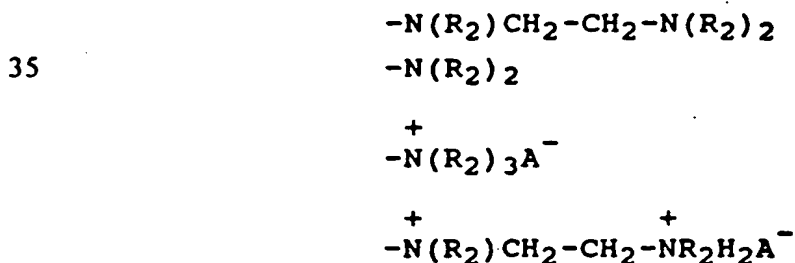 -N(R2)CH2-CH2-N(R2)2
35 -N(R2)2
+
-N(R2)3A-
+ +
-N(R2)CH2-CH2-NR2H2A-